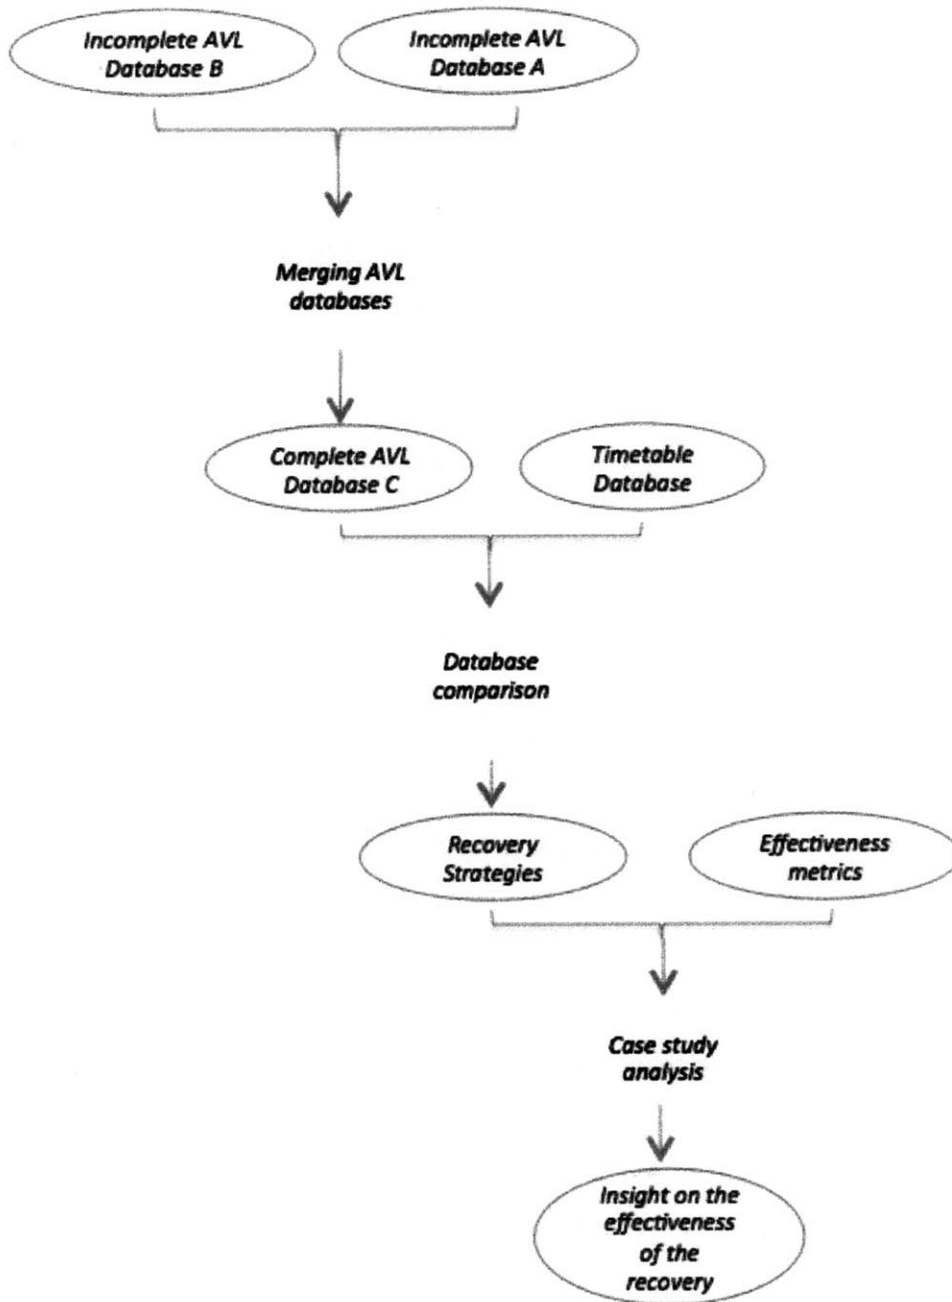 Incomplete AVL
Database B
Incomplete AVL
Database A
Merging AVL
databases
Complete AVL
Database C
Timetable
Database
Database
comparison
Recovery
Strategies
Effectiveness
metrics
Case study
analysis
Insight on the
effectiveness
of the
recovery